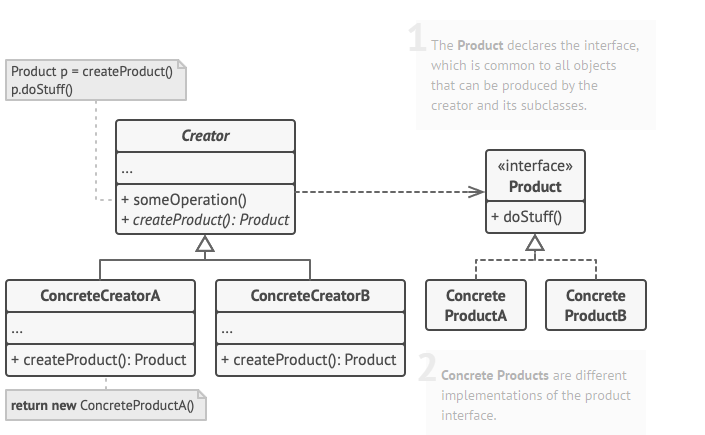 1
The Product declares the interface,
which is common to all objects
that can be produced by the
creator and its subclasses.
Product p = createProduct()
p.doStuff()
Creator
...
+ someOperation()
+ createProduct(): Product
«interface»
Product
+ doStuff()
ConcreteCreatorA
...
+ createProduct(): Product
ConcreteCreatorB
...
+ createProduct(): Product
Concrete
ProductA
Concrete
ProductB
return new ConcreteProductA()
2
Concrete Products are different
implementations of the product
interface.